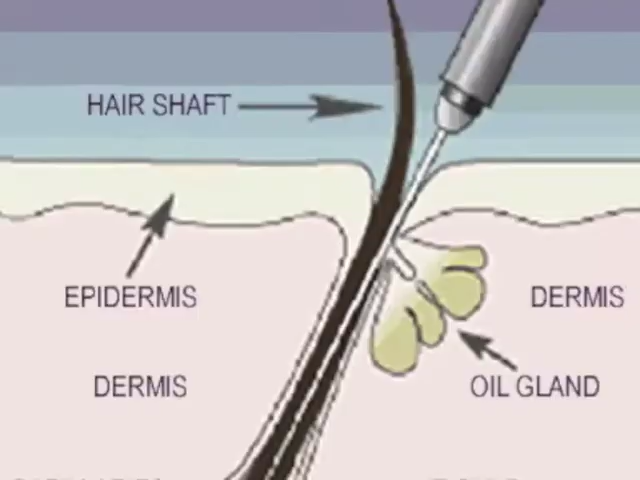 HAIR SHAFT
EPIDERMIS
DERMIS
DERMIS
OIL GLAND